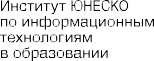 Институт ЮНЕСКО
по информационным
технологиям
в образовании